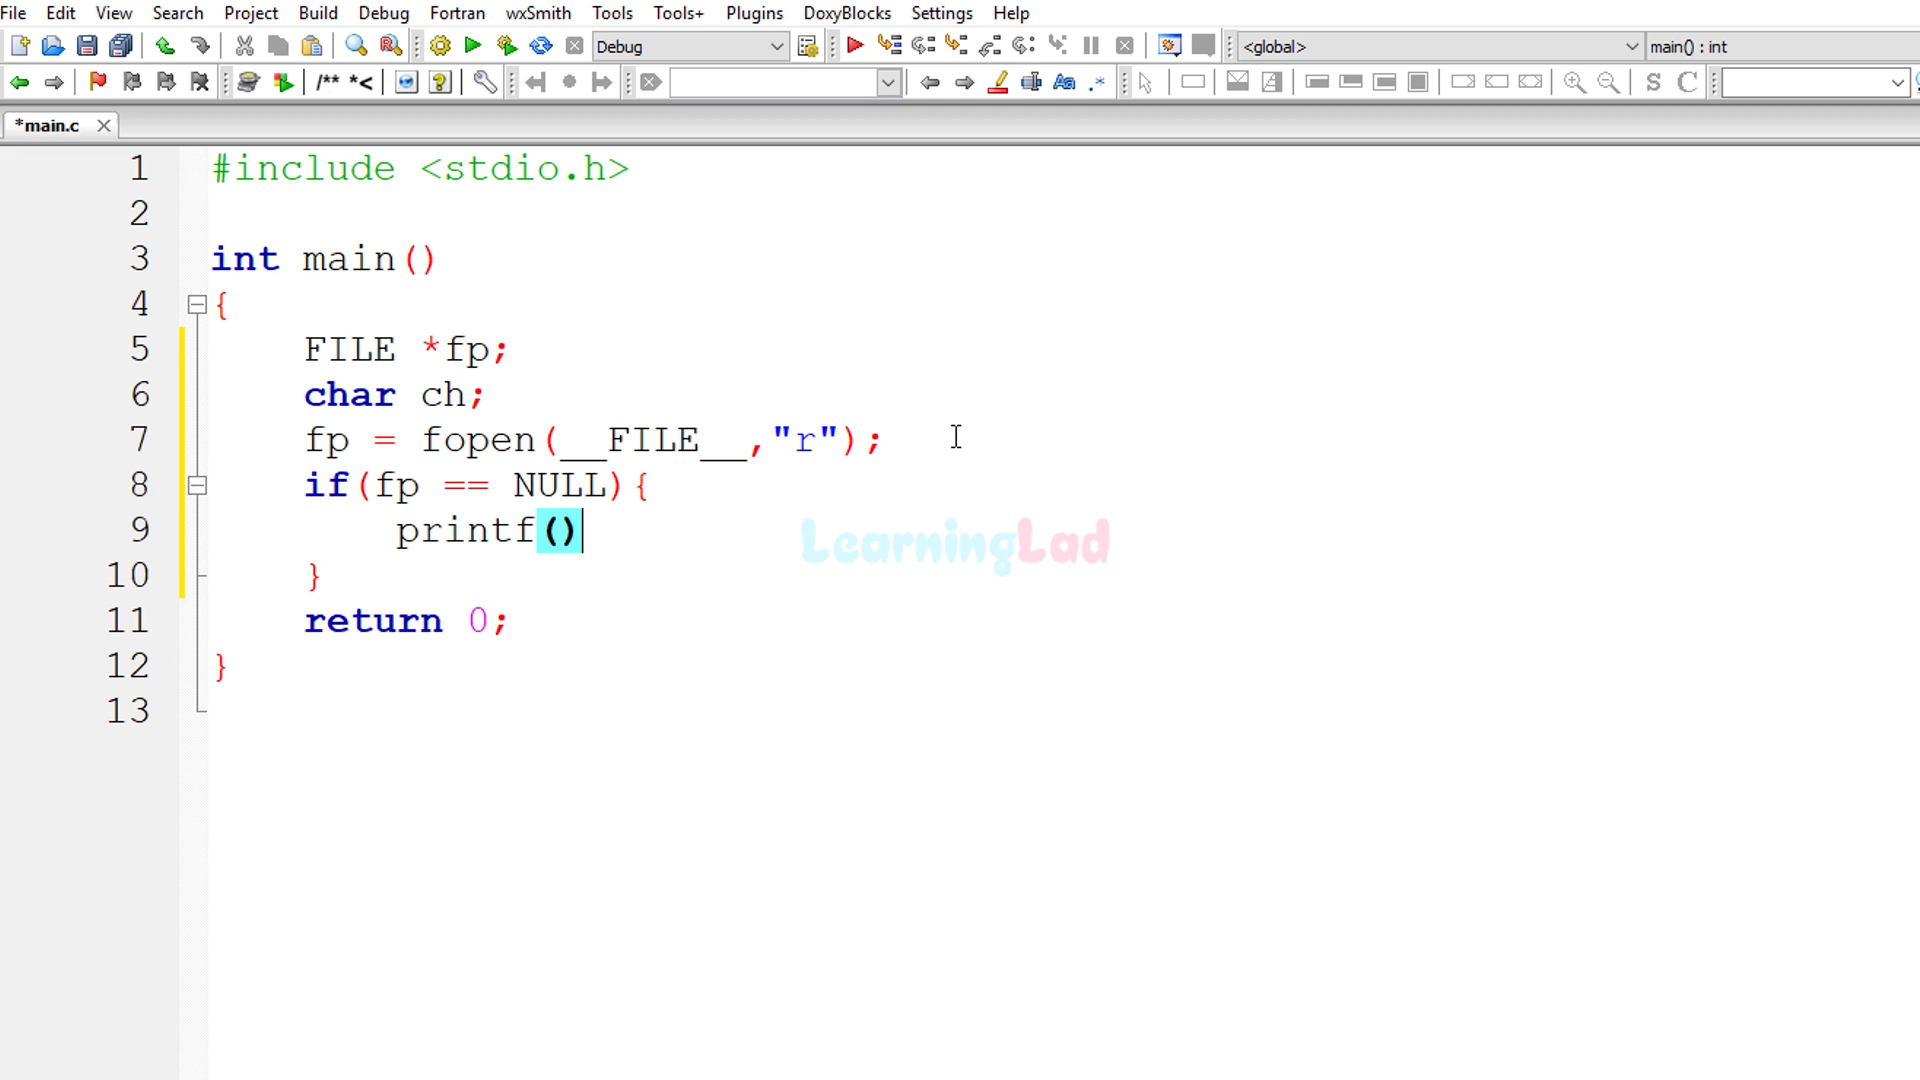 File Edit View Search Project Build Debug Fortran wxSmith Tools Tools+ Plugins DoxyBlocks Settings Help
Debug <global> main() : int
/** *<
S C
*main.c
1 #include <stdio.h>
2
3 int main()
4 {
5 FILE *fp;
6 char ch;
7 fp = fopen(__FILE__,"r");
8 if(fp == NULL){
9 printf()
10 }
11 return 0;
12 }
13
LearningLad